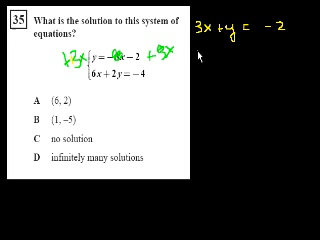 35 What is the solution to this system of
equations?
3x + y = -2
+3x y = - x - 2 +3x
6x + 2y = -4
A (6, 2)
B (1, -5)
C no solution
D infinitely many solutions